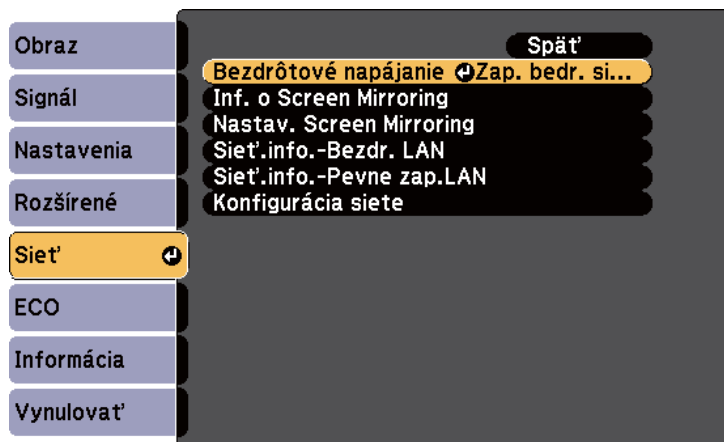 Obraz
Signál
Nastavenia
Rozšírené
Sieť
ECO
Informácia
Vynulovať
Späť
Bezdrôtové napájanie Zap. bedr. si...
Inf. o Screen Mirroring
Nastav. Screen Mirroring
Sieť.info.-Bezdr. LAN
Sieť.info.-Pevne zap.LAN
Konfigurácia siete